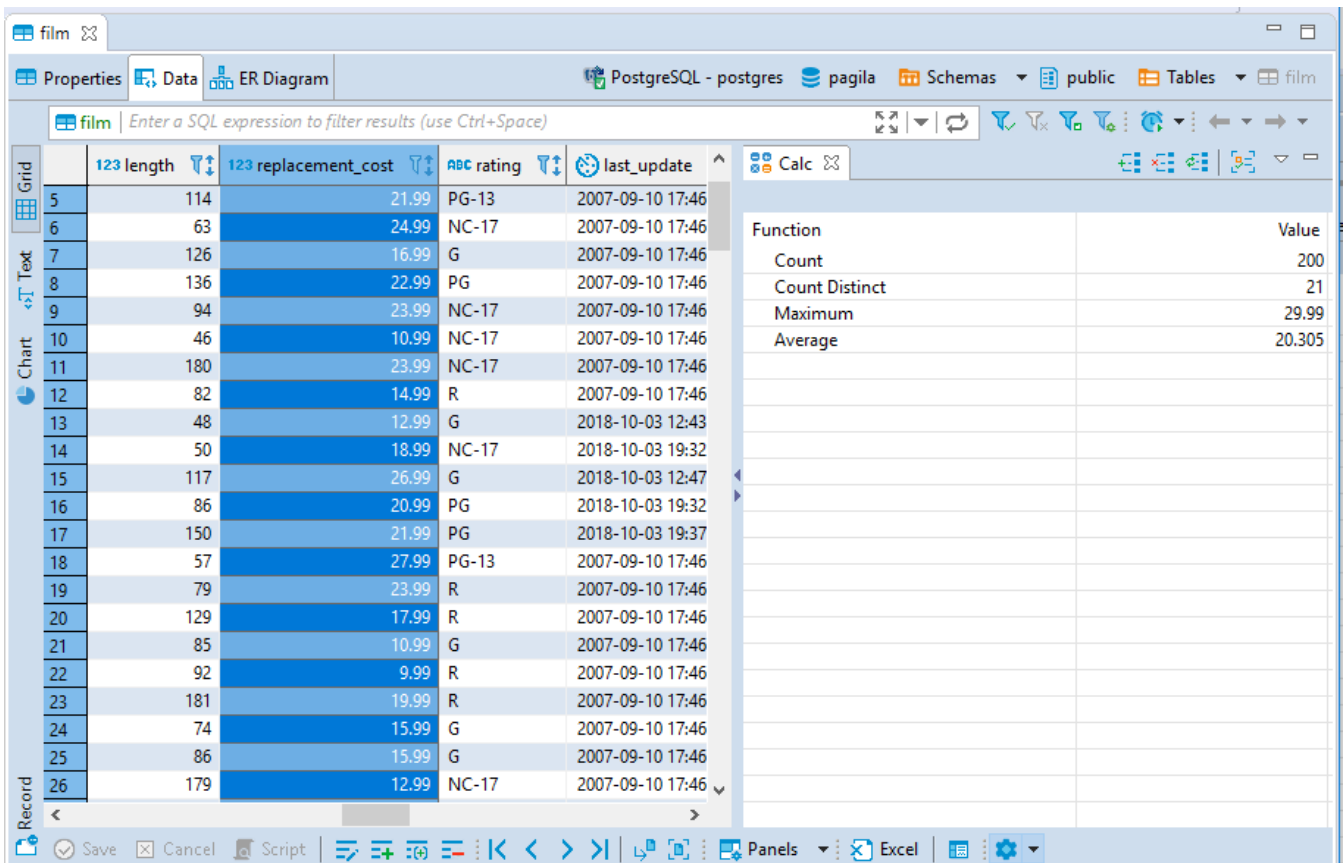 film
Properties Data ER Diagram PostgreSQL - postgres pagila Schemas public Tables film
film Enter a SQL expression to filter results (use Ctrl+Space)
Grid
Text
Chart
Record
123 length 123 replacement_cost ABC rating last_update
5 114 21.99 PG-13 2007-09-10 17:46
6 63 24.99 NC-17 2007-09-10 17:46
7 126 16.99 G 2007-09-10 17:46
8 136 22.99 PG 2007-09-10 17:46
9 94 23.99 NC-17 2007-09-10 17:46
10 46 10.99 NC-17 2007-09-10 17:46
11 180 23.99 NC-17 2007-09-10 17:46
12 82 14.99 R 2007-09-10 17:46
13 48 12.99 G 2018-10-03 12:43
14 50 18.99 NC-17 2018-10-03 19:32
15 117 26.99 G 2018-10-03 12:47
16 86 20.99 PG 2018-10-03 19:32
17 150 21.99 PG 2018-10-03 19:37
18 57 27.99 PG-13 2007-09-10 17:46
19 79 23.99 R 2007-09-10 17:46
20 129 17.99 R 2007-09-10 17:46
21 85 10.99 G 2007-09-10 17:46
22 92 9.99 R 2007-09-10 17:46
23 181 19.99 R 2007-09-10 17:46
24 74 15.99 G 2007-09-10 17:46
25 86 15.99 G 2007-09-10 17:46
26 179 12.99 NC-17 2007-09-10 17:46
Calc
Function Value
Count 200
Count Distinct 21
Maximum 29.99
Average 20.305
Save Cancel Script Panels Excel